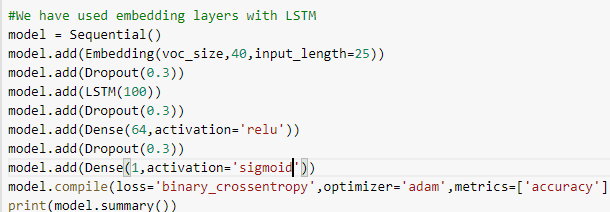 #We have used embedding layers with LSTM
model = Sequential()
model.add(Embedding(voc_size,40,input_length=25))
model.add(Dropout(0.3))
model.add(LSTM(100))
model.add(Dropout(0.3))
model.add(Dense(64,activation='relu'))
model.add(Dropout(0.3))
model.add(Dense(1,activation='sigmoid'))
model.compile(loss='binary_crossentropy',optimizer='adam',metrics=['accuracy']
print(model.summary())